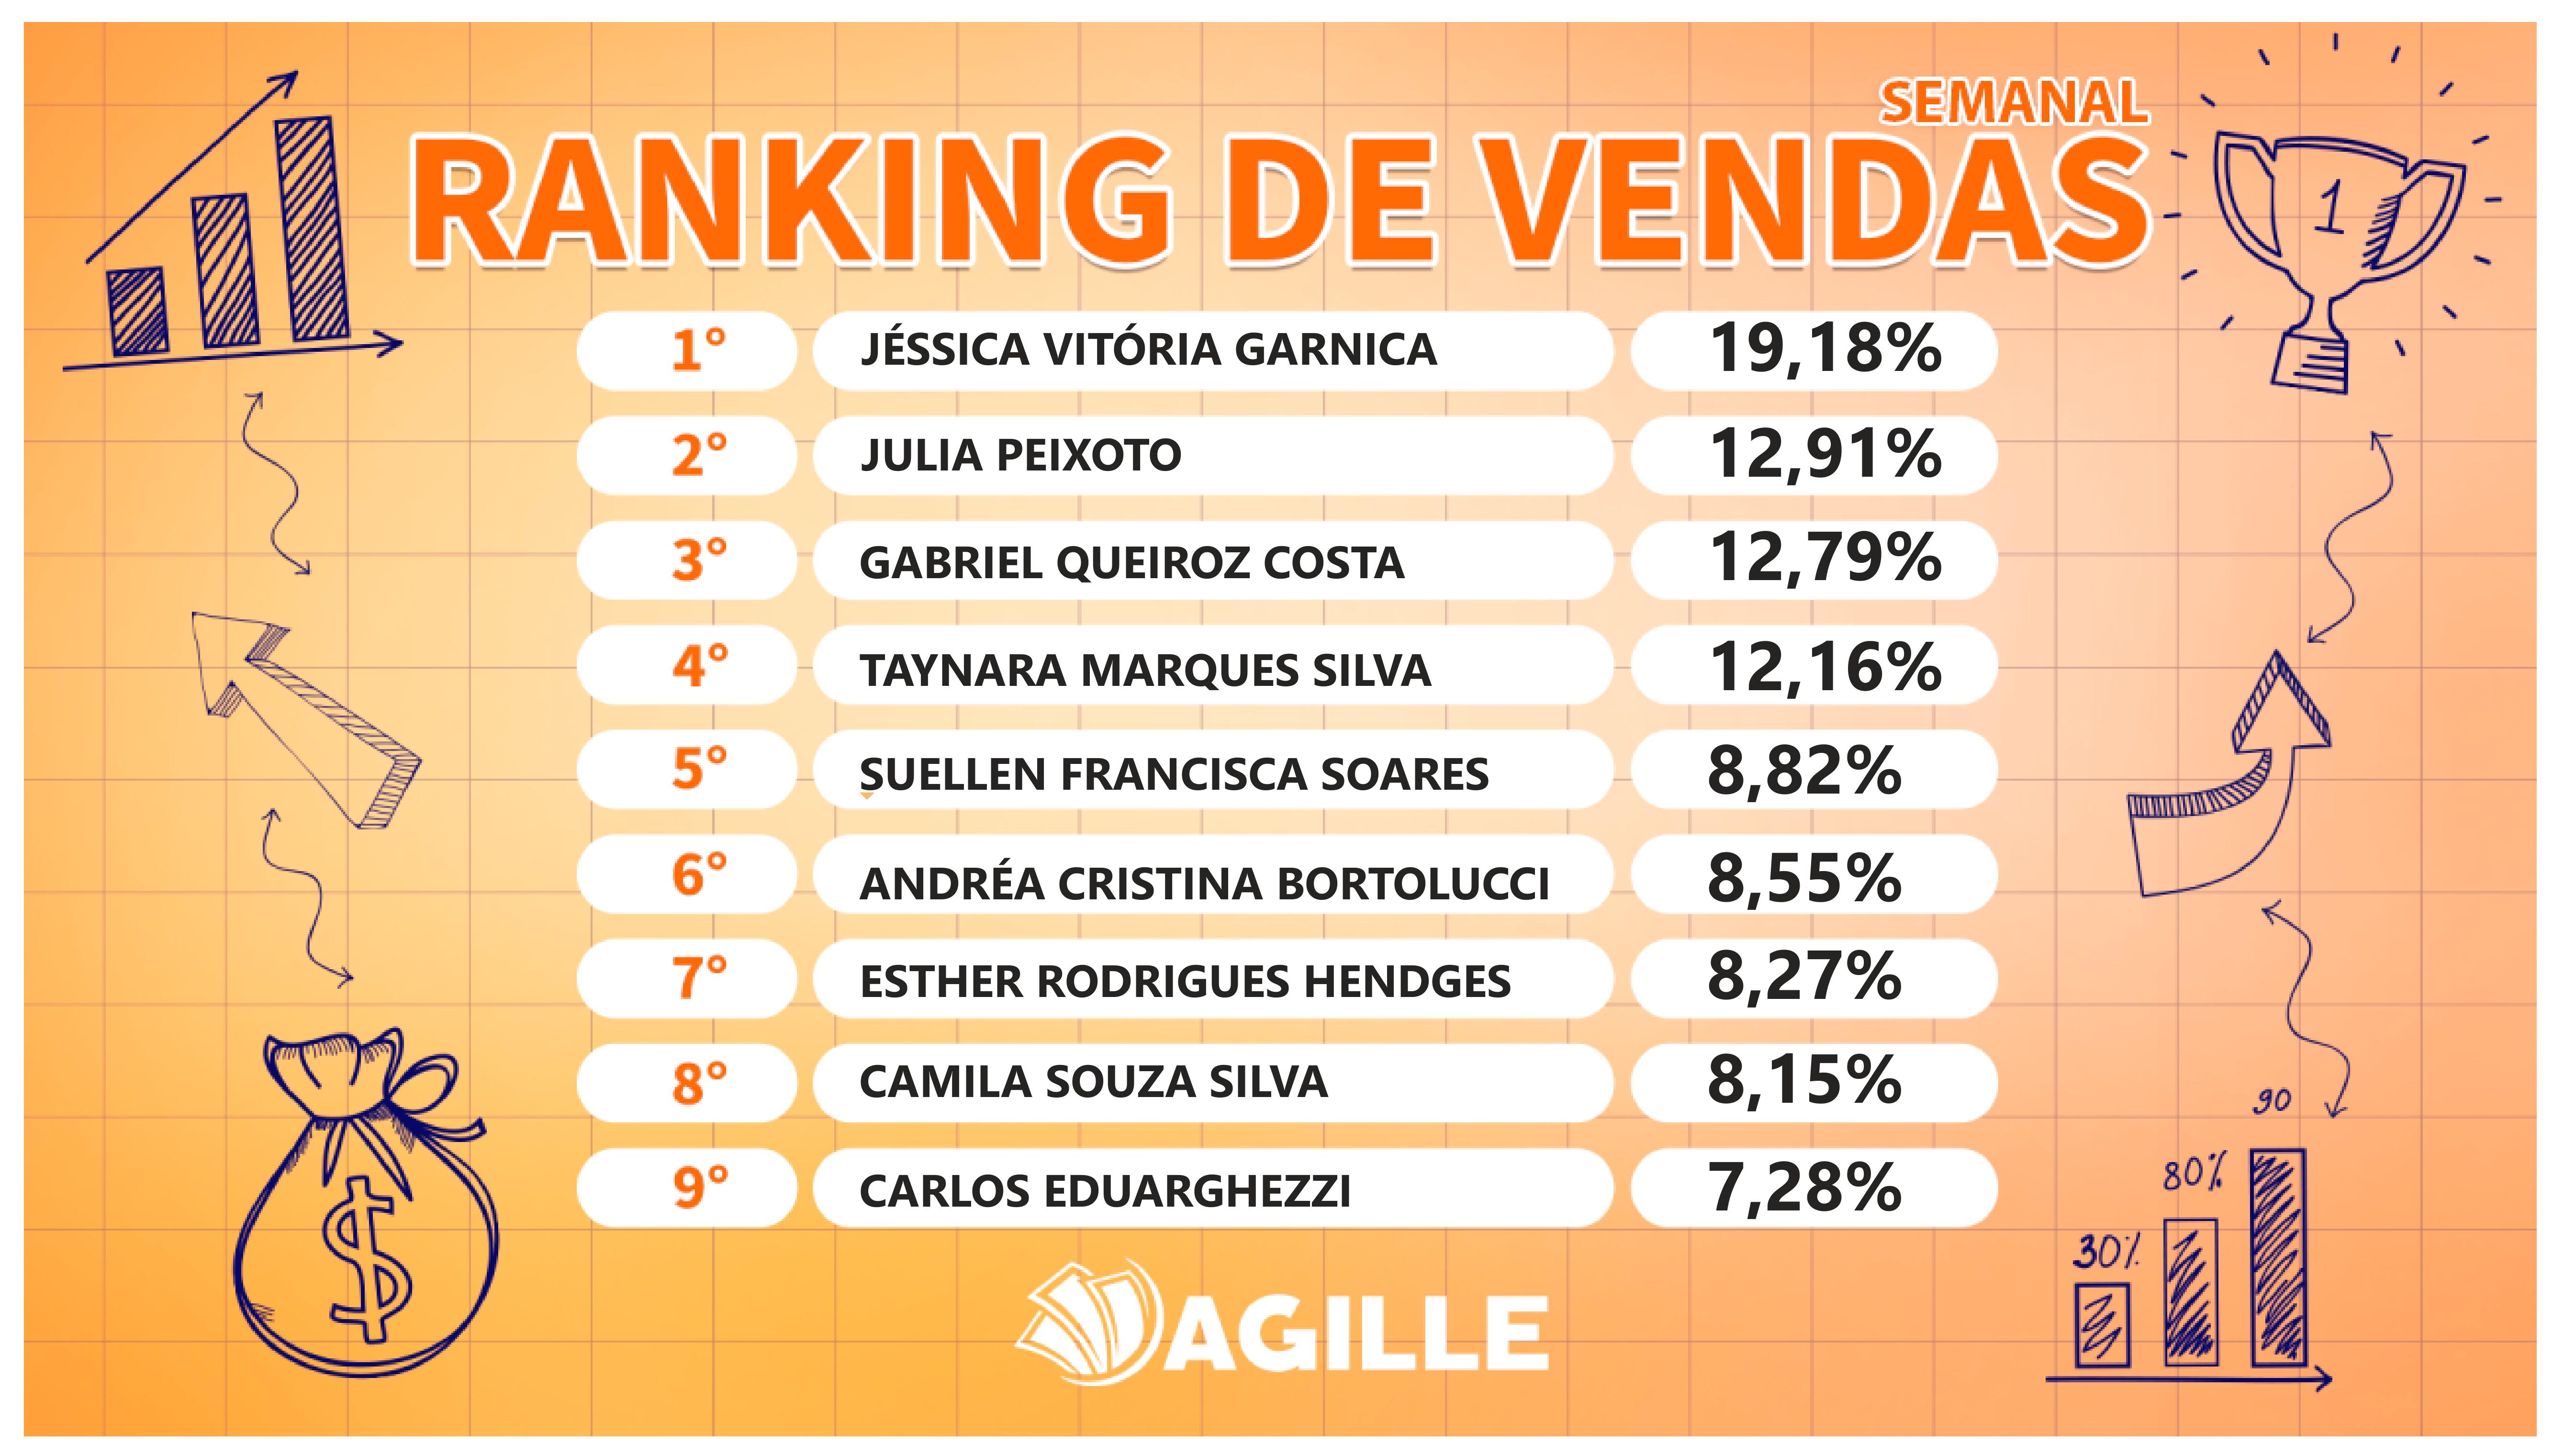 SEMANAL
RANKING DE VENDAS
1° JÉSSICA VITÓRIA GARNICA 19,18%
2° JULIA PEIXOTO 12,91%
3° GABRIEL QUEIROZ COSTA 12,79%
4° TAYNARA MARQUES SILVA 12,16%
5° SUELLEN FRANCISCA SOARES 8,82%
6° ANDRÉA CRISTINA BORTOLUCCI 8,55%
7° ESTHER RODRIGUES HENDGES 8,27%
8° CAMILA SOUZA SILVA 8,15%
9° CARLOS EDUARGHEZZI 7,28%
AGILLE
1
$
30%
80%
90